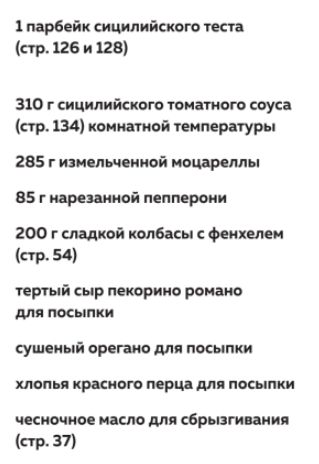 1 парбейк сицилийского теста
(стр. 126 и 128)
310 г сицилийского томатного соуса
(стр. 134) комнатной температуры
285 г измельченной моцареллы
85 г нарезанной пепперони
200 г сладкой колбасы с фенхелем
(стр. 54)
тертый сыр пекорино романо
для посыпки
сушеный орегано для посыпки
хлопья красного перца для посыпки
чесночное масло для сбрызгивания
(стр. 37)